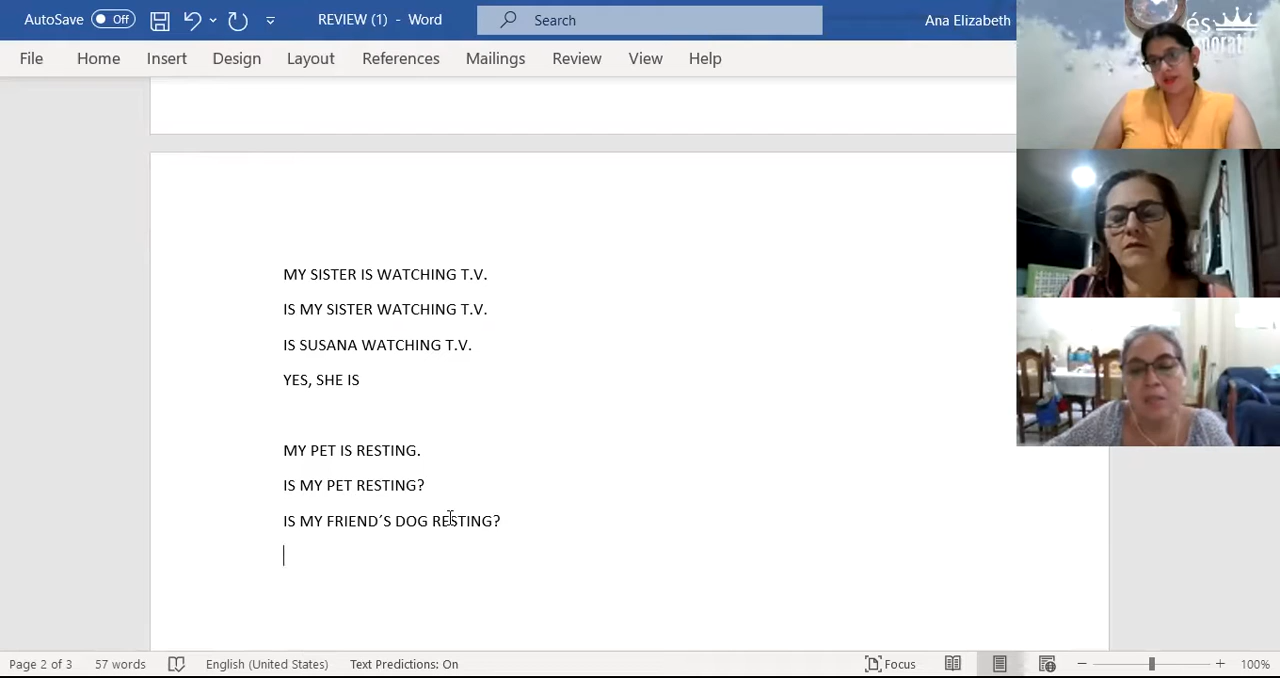 AutoSave Off REVIEW (1) - Word Search Ana Elizabeth
File Home Insert Design Layout References Mailings Review View Help
és
MY SISTER IS WATCHING T.V.
IS MY SISTER WATCHING T.V.
IS SUSANA WATCHING T.V.
YES, SHE IS
MY PET IS RESTING.
IS MY PET RESTING?
IS MY FRIEND´S DOG RESTING?
Page 2 of 3 57 words English (United States) Text Predictions: On Focus 100%